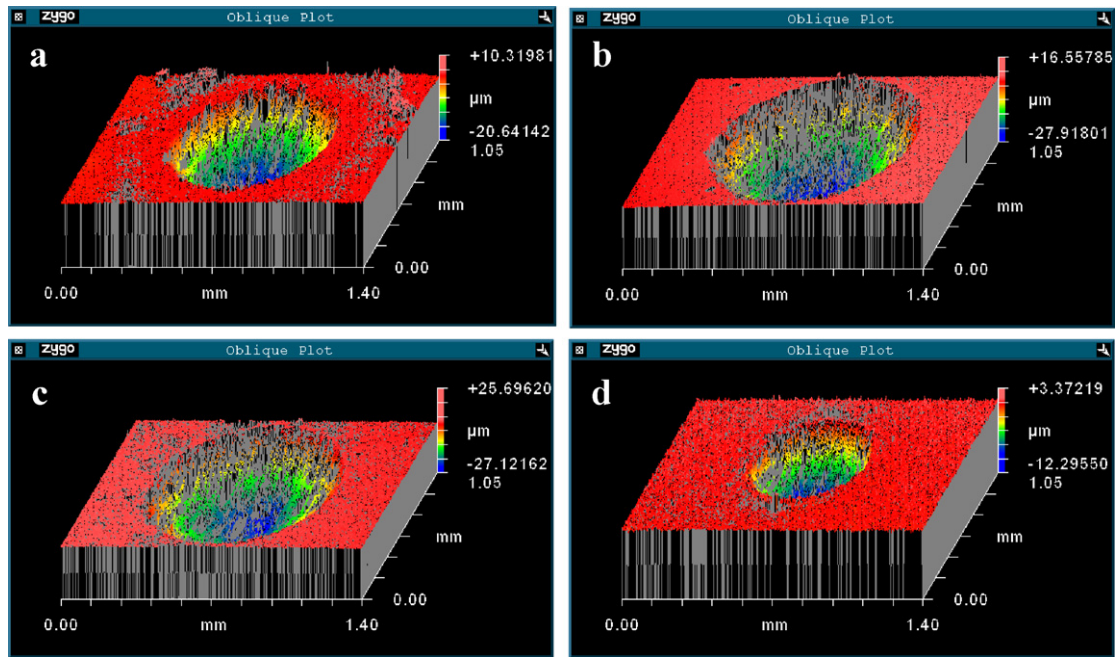 zygo Oblique Plot
a
+10.31981
µm
-20.64142
1.05
mm
0.00
0.00 mm 1.40
zygo Oblique Plot
b
+16.55785
µm
-27.91801
1.05
mm
0.00
0.00 mm 1.40
zygo Oblique Plot
c
+25.69620
µm
-27.12162
1.05
mm
0.00
0.00 mm 1.40
zygo Oblique Plot
d
+3.37219
µm
-12.29550
1.05
mm
0.00
0.00 mm 1.40